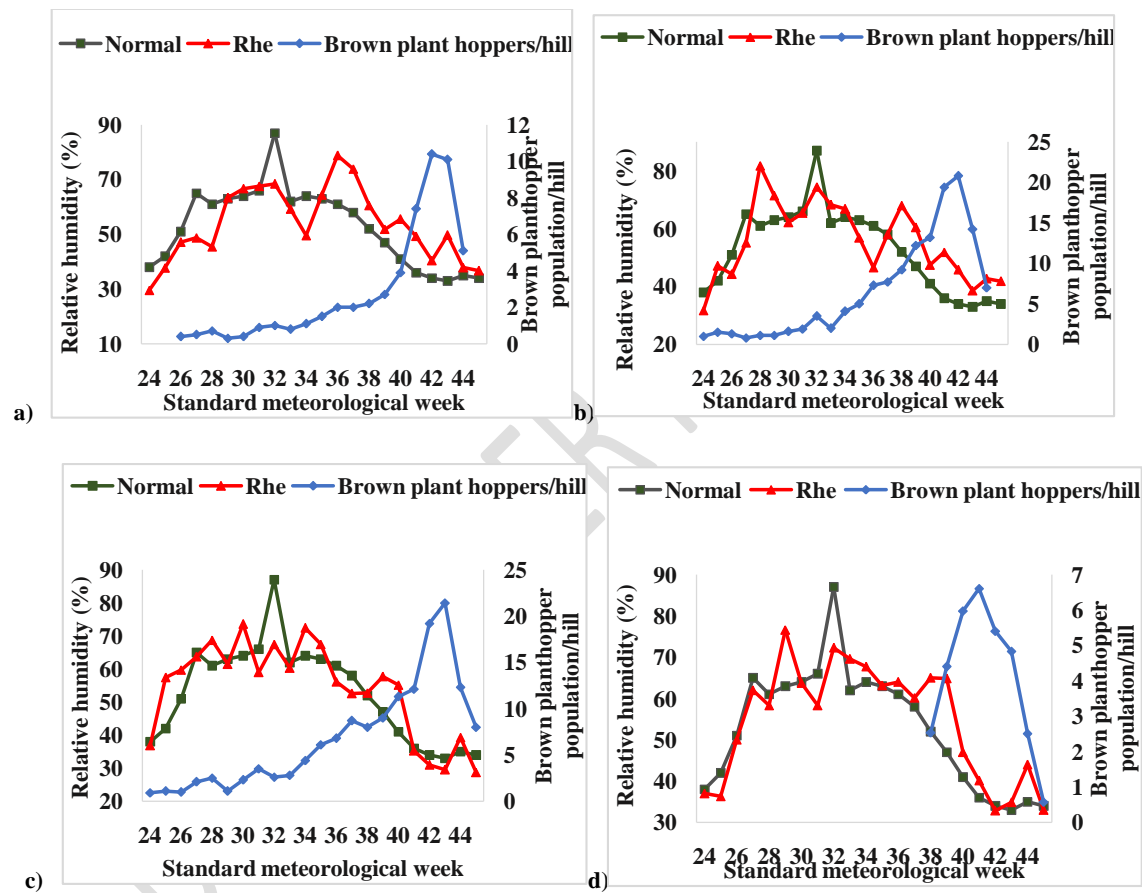 Normal Rhe Brown plant hoppers/hill
Relative humidity (%)
90
70
50
30
10
12
10
8
6
4
2
0
Brown planthopper
population/hill
24 26 28 30 32 34 36 38 40 42 44
Standard meteorological week
a)
Normal Rhe Brown plant hoppers/hill
Relative humidity (%)
80
60
40
20
25
20
15
10
5
0
Brown planthopper
population/hill
24 26 28 30 32 34 36 38 40 42 44
Standard meteorological week
b)
Normal Rhe Brown plant hoppers/hill
Relative humidity (%)
90
80
70
60
50
40
30
20
25
20
15
10
5
0
Brown planthopper
population/hill
24 26 28 30 32 34 36 38 40 42 44
Standard meteorological week
c)
Normal Rhe Brown plant hoppers/hill
Relative humidity (%)
90
80
70
60
50
40
30
7
6
5
4
3
2
1
0
Brown planthopper
population/hill
24 26 28 30 32 34 36 38 40 42 44
Standard meteorological week
d)